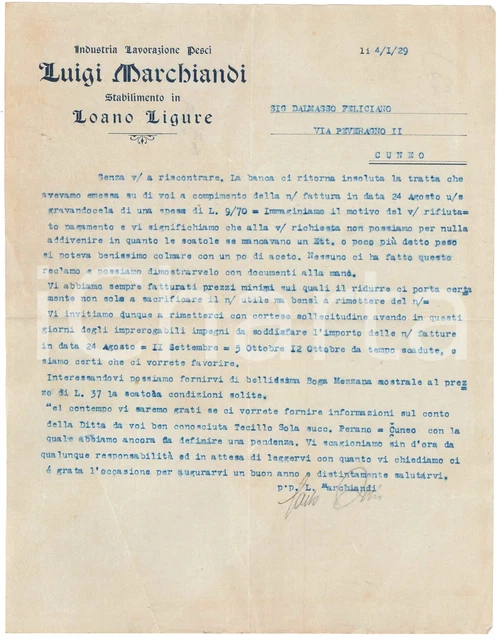 Industria Lavorazione Pesci
Luigi Marchiandi
Stabilimento in
Loano Ligure
li 4/I/29
SIG DALMASSO FELICIANO
VIA PEVERAGNO II
CUNEO
Senza v/ a riscontrare. La banca ci ritorna insoluta la tratta che
avevamo emessa su di voi a compimento della n/ fattura in data 24 Agosto u/s
gravandocela di una spesa di L. 9/70 = Immaginiamo il motivo del v/ rifiuta=
to pagamento e vi significhiamo che alla v/ richiesta non possiamo per nulla
addivenire in quanto le scatole se mancavano un Ett. o poco più detto peso
si poteva benissimo colmare con un po di aceto. Nessuno ci ha fatto questo
reclamo e possiamo dimostrarvelo con documenti alla mano.
Vi abbiamo sempre fatturati prezzi minimi sui quali il ridurre ci porta certa
mente non solo a sacrificare il n/ utile ma bensì a rimettere del n/=
Vi invitiamo dunque a rimetterci con cortese sollecitudine avendo in questi
giorni degli improrogabili impegni da soddisfare l'importo delle n/ fatture
in data 24 Agosto = II Settembre = 5 Ottobre I2 Ottobre da tempo scadute, e
siamo certi che ci vorrete favorire.
Interessandovi possiamo fornirvi di bellissima Boga Mezzana mostrale al prez
zo di L. 37 la scatola condizioni solite.
"el contempo vi saremo grati se ci vorrete fornire informazioni sul conto
della Ditta da voi ben conosciuta Tecillo Sola succ. Perano = Cuneo con la
quale abbiamo ancora da definire una pendenza. Vi scagioniamo sin d'ora da
qualunque responsabilità ed in attesa di leggervi con quanto vi chiediamo ci
é grata l'occasione per augurarvi un buon anno e distintamente salutarvi.
p.p. L. Marchiandi